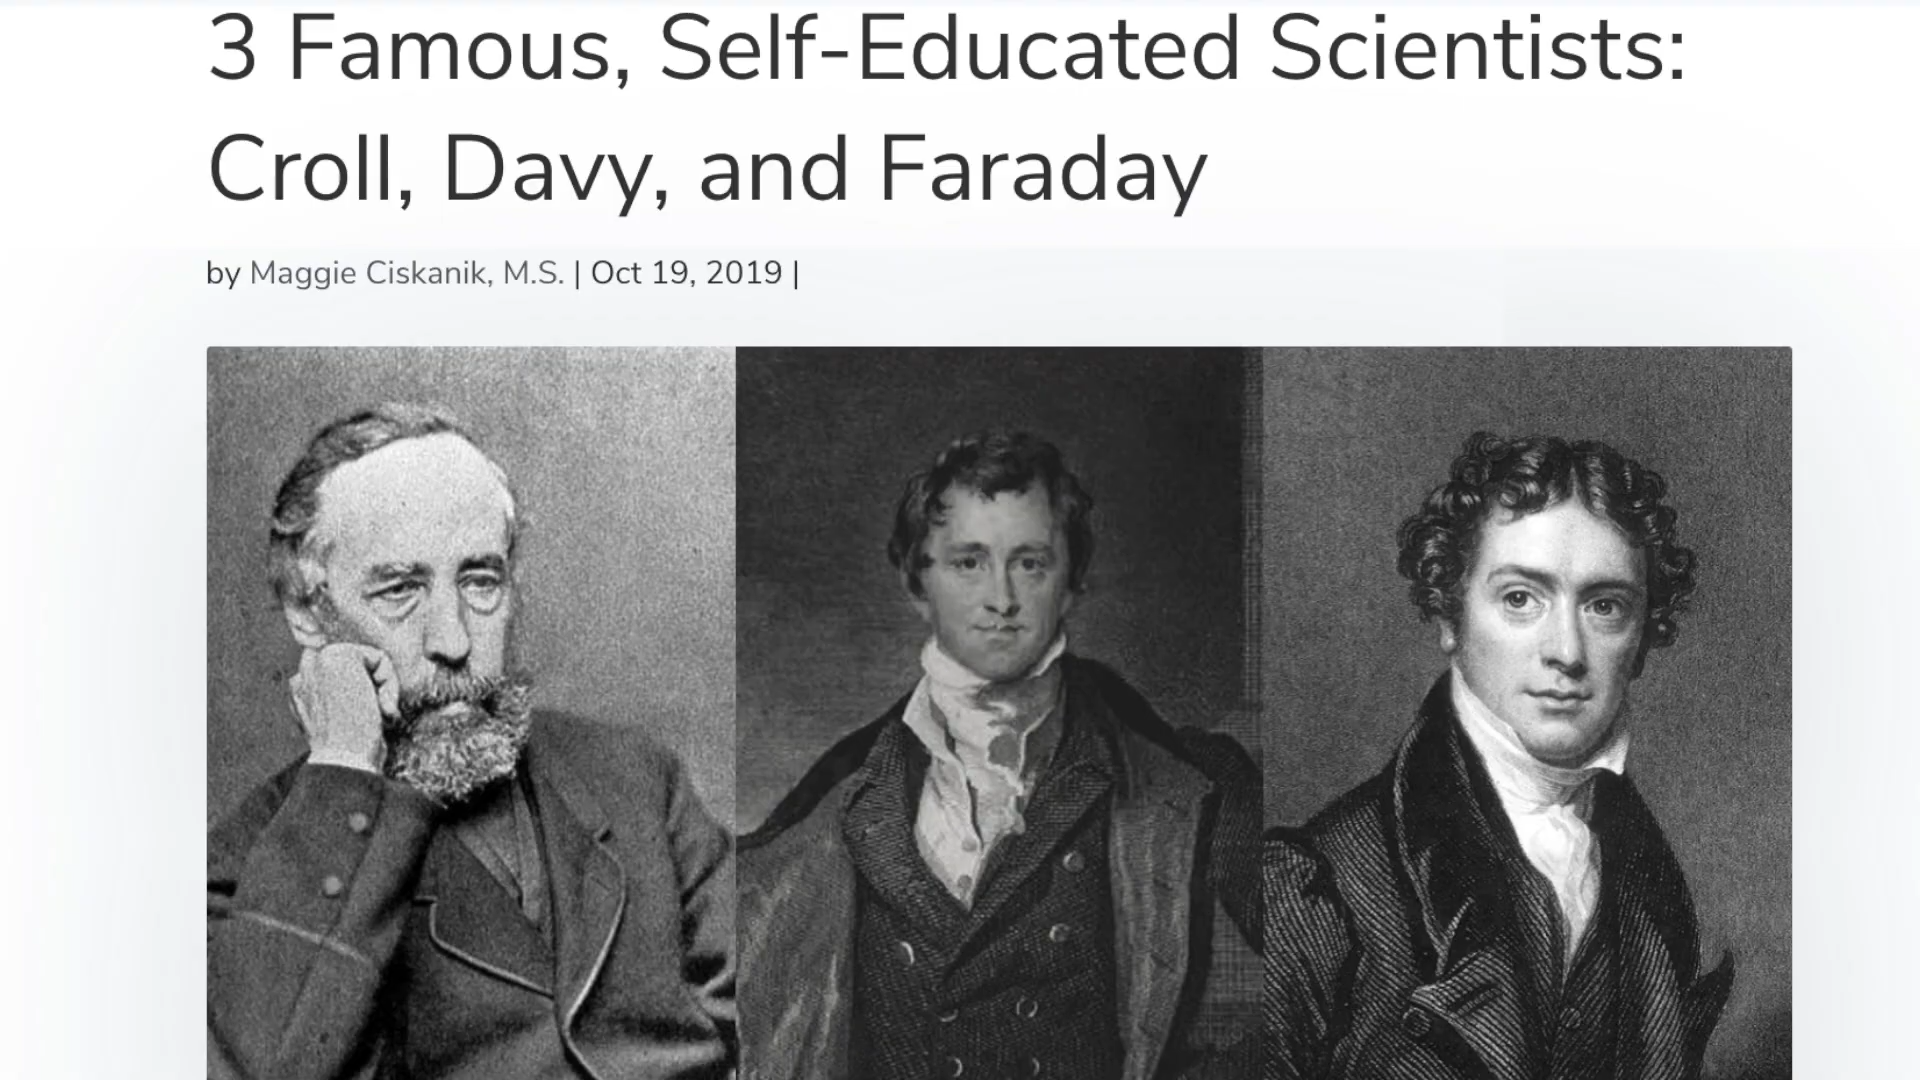 3 Famous, Self-Educated Scientists:
Croll, Davy, and Faraday
by Maggie Ciskanik, M.S. | Oct 19, 2019 |